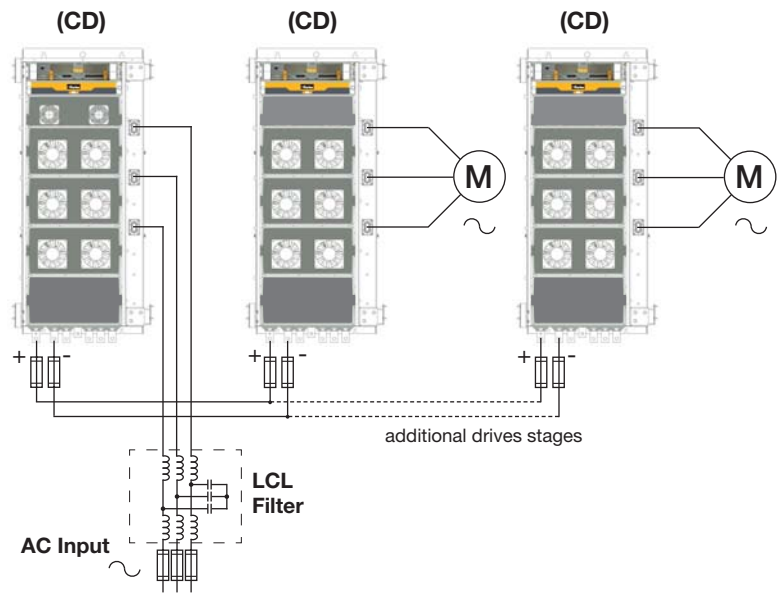 (CD) (CD) (CD)
M M
+ - + - + -
additional drives stages
LCL
Filter
AC Input